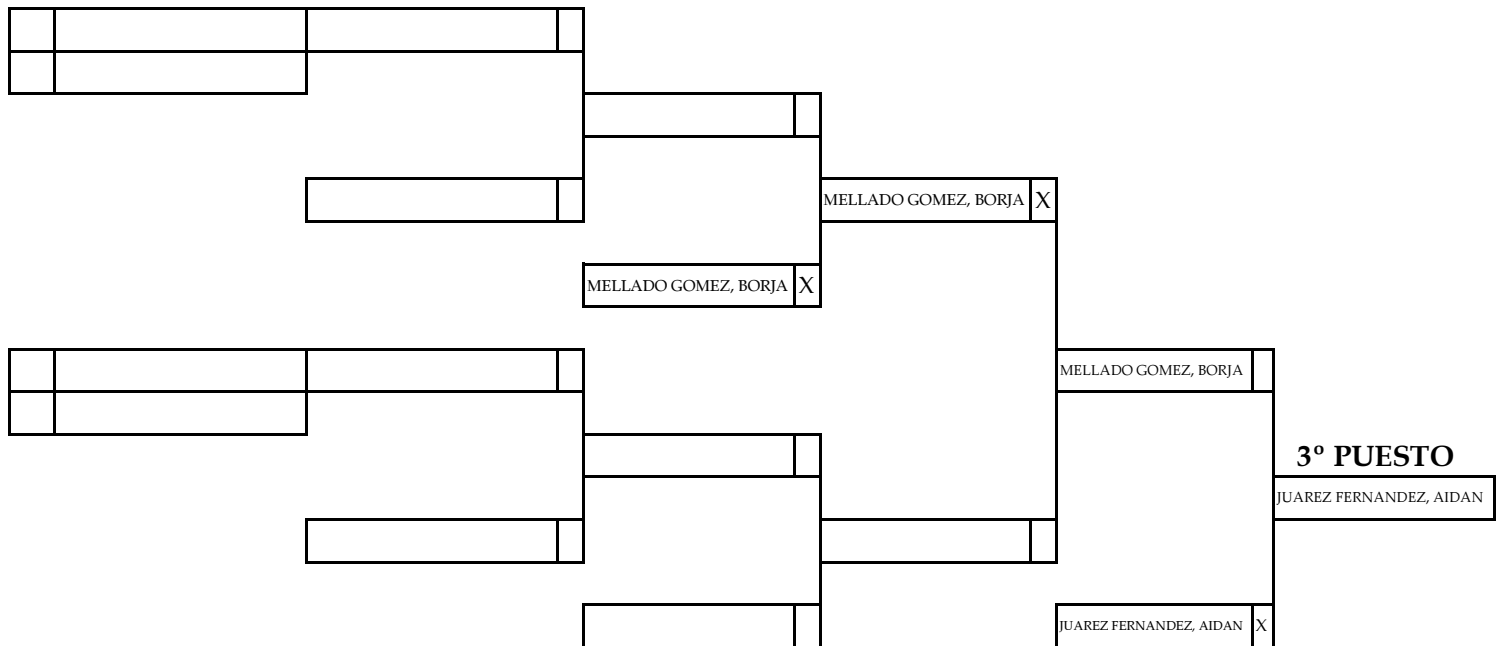 MELLADO GOMEZ, BORJA X
MELLADO GOMEZ, BORJA X
MELLADO GOMEZ, BORJA
3º PUESTO
JUAREZ FERNANDEZ, AIDAN
JUAREZ FERNANDEZ, AIDAN X